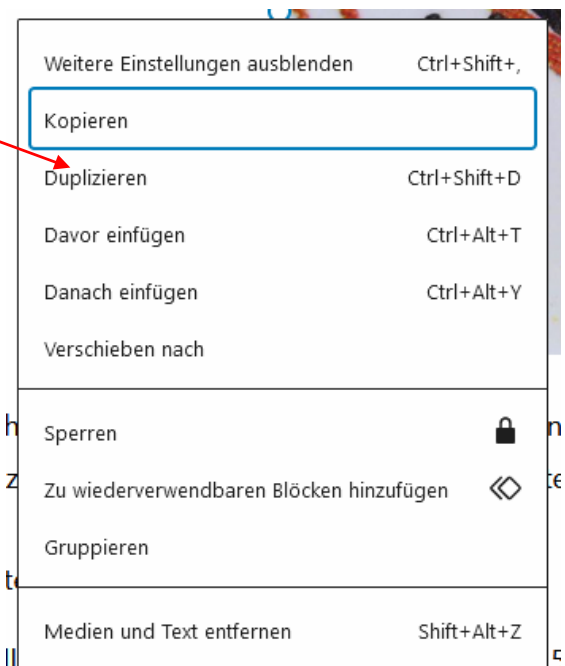 Weitere Einstellungen ausblenden Ctrl+Shift+,
Kopieren
Duplizieren Ctrl+Shift+D
Davor einfügen Ctrl+Alt+T
Danach einfügen Ctrl+Alt+Y
Verschieben nach
Sperren
Zu wiederverwendbaren Blöcken hinzufügen
Gruppieren
Medien und Text entfernen Shift+Alt+Z